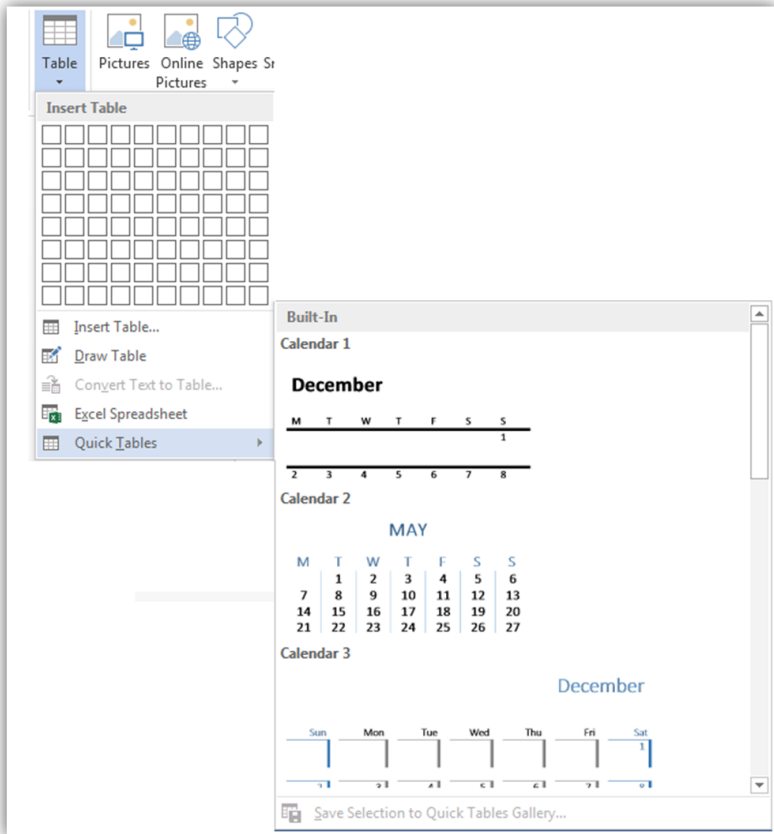 Table Pictures Online Pictures Shapes Sr
Insert Table
Insert Table...
Draw Table
Convert Text to Table...
Excel Spreadsheet
Quick Tables
Built-In
Calendar 1
December
M T W T F S S
1
2 3 4 5 6 7 8
Calendar 2
MAY
M T W T F S S
1 2 3 4 5 6
7 8 9 10 11 12 13
14 15 16 17 18 19 20
21 22 23 24 25 26 27
Calendar 3
December
Sun Mon Tue Wed Thu Fri Sat
1
Save Selection to Quick Tables Gallery...